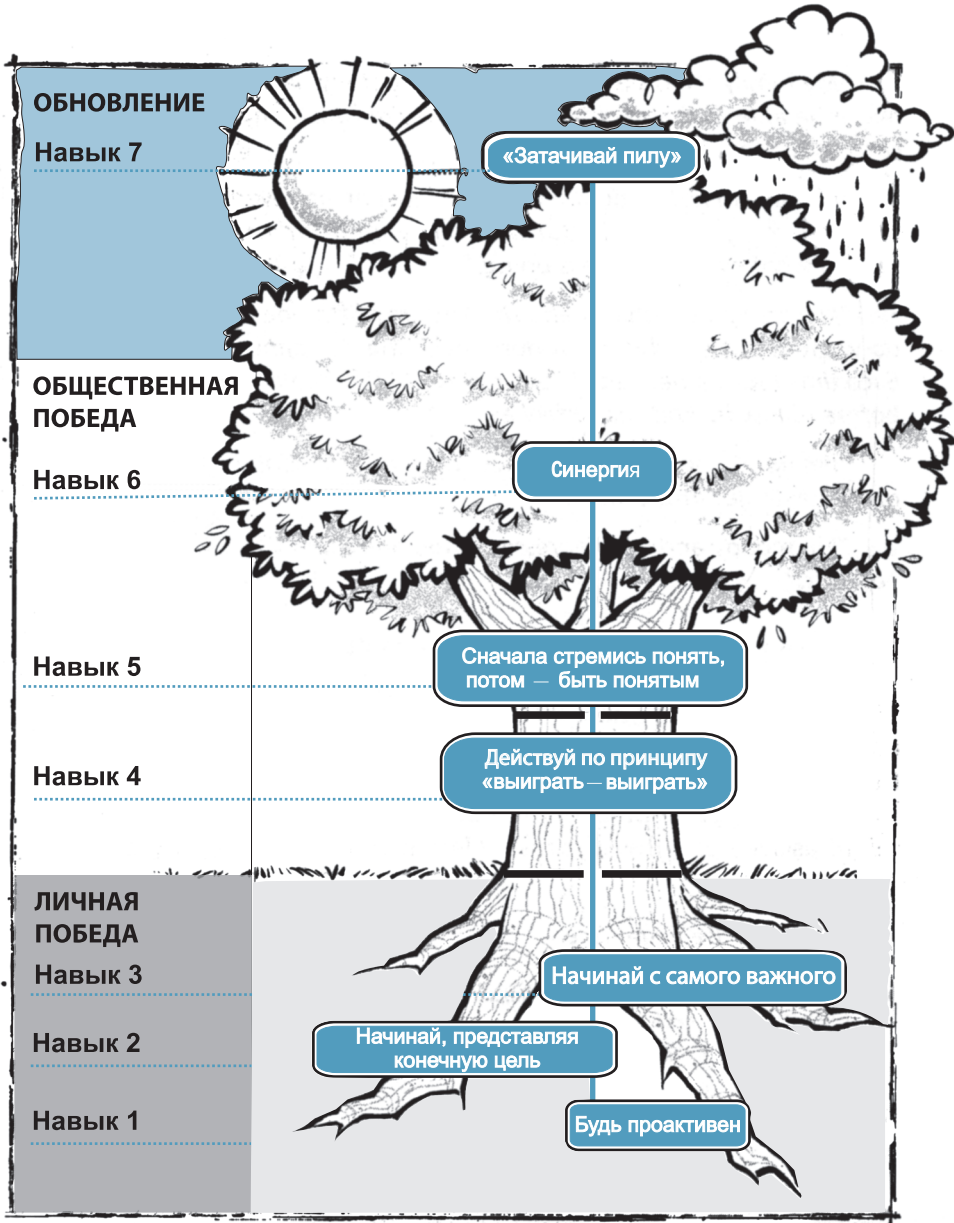 ОБНОВЛЕНИЕ
Навык 7
«Затачивай пилу»
ОБЩЕСТВЕННАЯ
ПОБЕДА
Навык 6
Синергия
Навык 5
Сначала стремись понять,
потом — быть понятым
Навык 4
Действуй по принципу
«выиграть — выиграть»
ЛИЧНАЯ
ПОБЕДА
Навык 3
Начинай с самого важного
Навык 2
Начинай, представляя
конечную цель
Навык 1
Будь проактивен